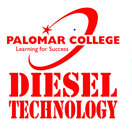 PALOMAR COLLEGE
Learning for Success
DIESEL
TECHNOLOGY